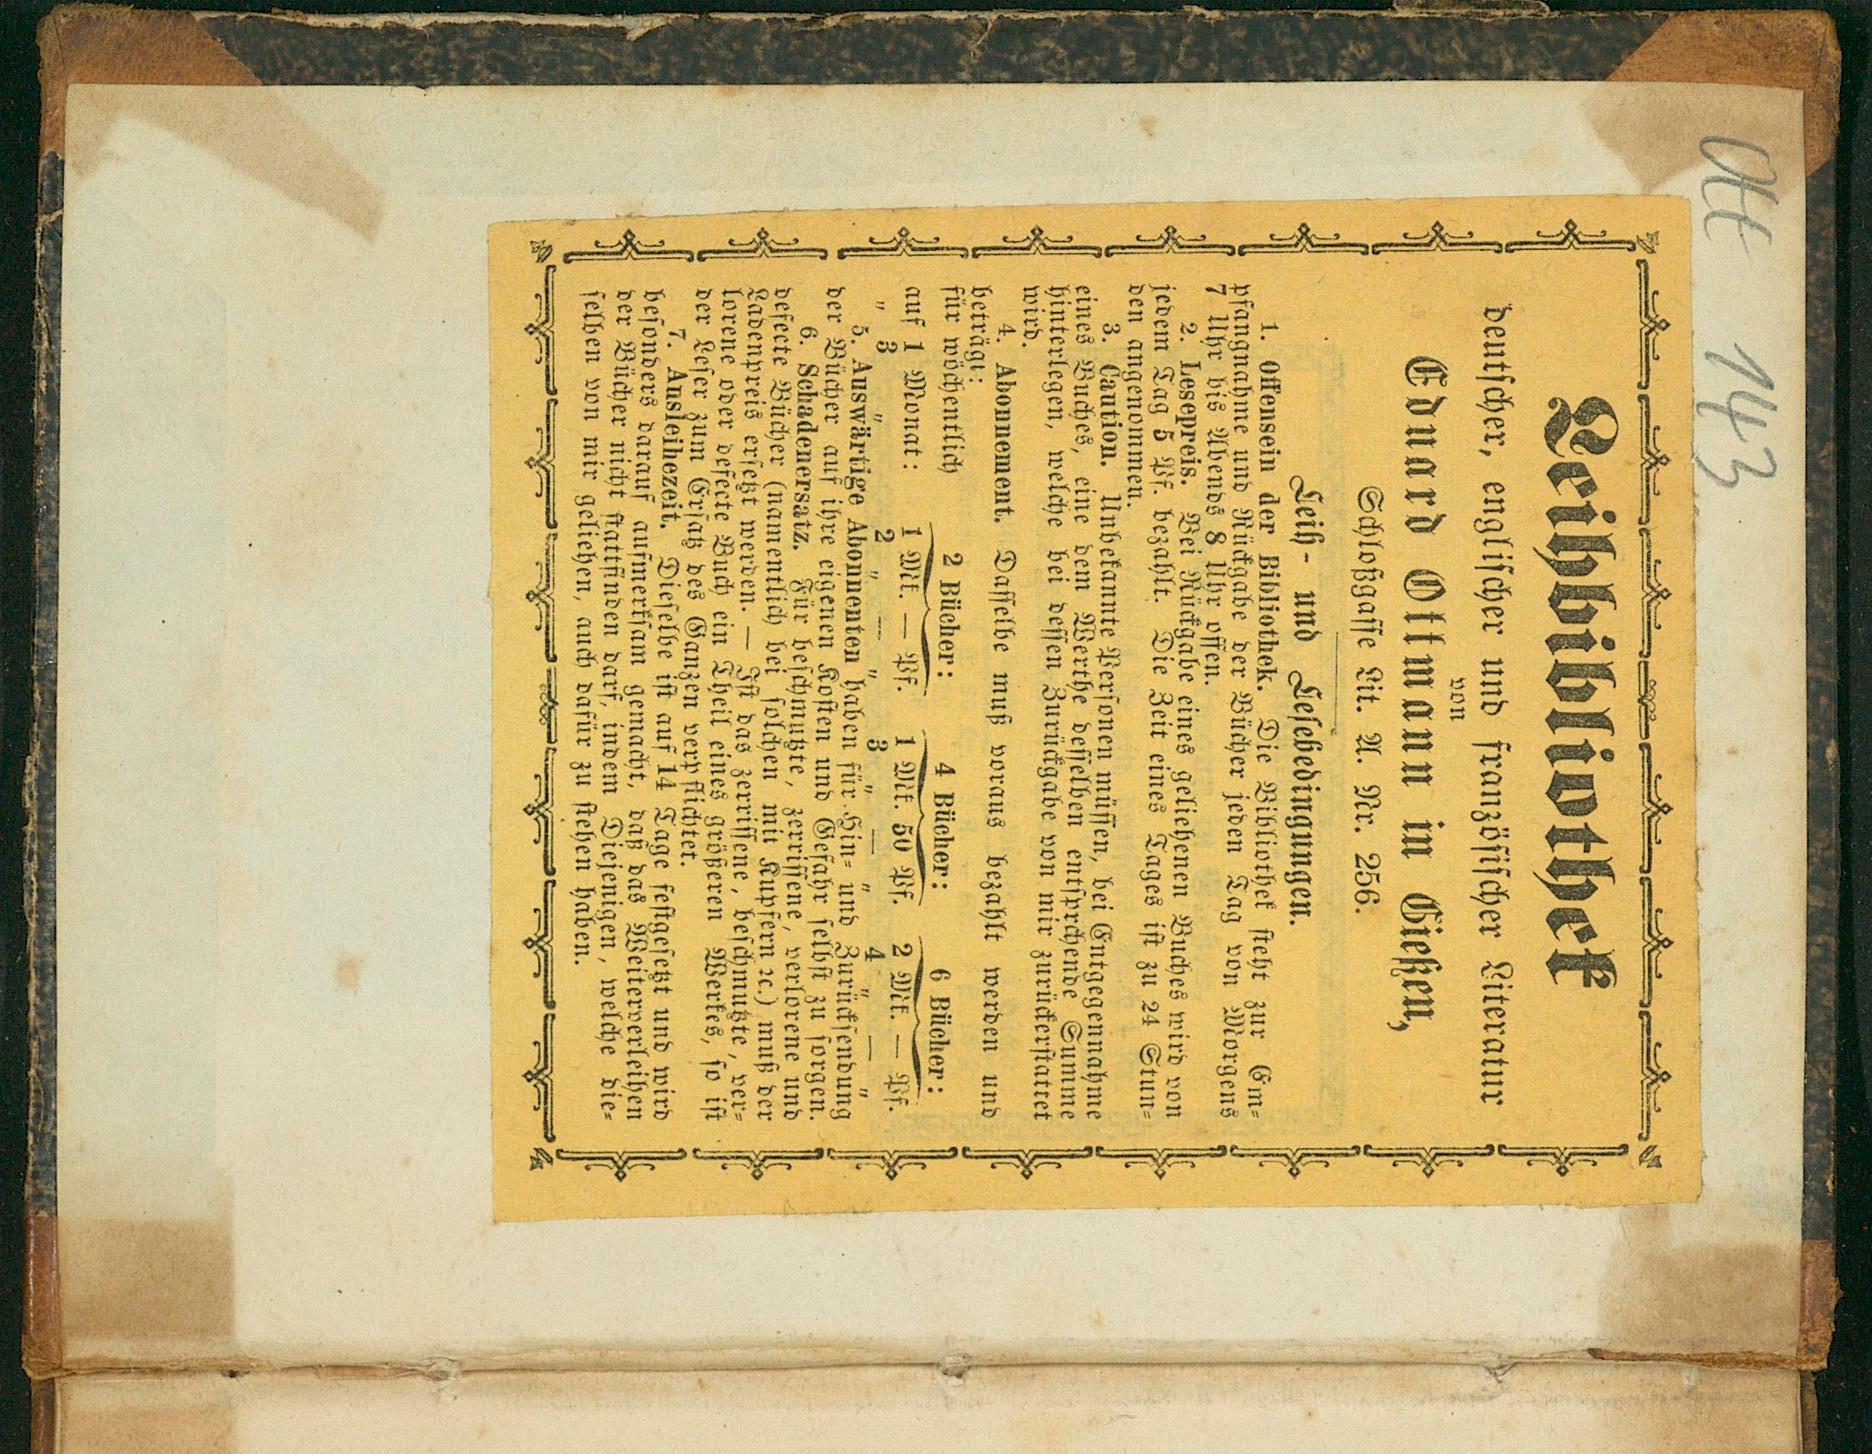 Ott 143
Leihbibliothek
deutscher, englischer und französischer Literatur
von
Eduard Ottmann in Gießen,
Schloßgasse Lit. A. Nr. 256.
Leih- und Lesebedingungen.
1. Offensein der Bibliothek. Die Bibliothek steht zur Em-
pfangnahme und Rückgabe der Bücher jeden Tag von Morgens
7 Uhr bis Abends 8 Uhr offen.
2. Lesepreis. Bei Rückgabe eines geliehenen Buches wird von
jedem Tag 5 Pf. bezahlt. Die Zeit eines Tages ist zu 24 Stun-
den angenommen.
3. Caution. Unbekannte Personen müssen, bei Entgegennahme
eines Buches, eine dem Werthe desselben entsprchende Summe
hinterlegen, welche bei dessen Zurückgabe von mir zurückerstattet
wird.
4. Abonnement. Dasselbe muß voraus bezahlt werden und
beträgt:
für wöchentlich 2 Bücher: 4 Bücher: 6 Bücher:
auf 1 Monat: 1 Mk. — Pf. 1 Mk. 50 Pf. 2 Mk. — Pf.
" 3 " 2 " — " 3 " — " 4 " — "
5. Auswärtige Abonnenten haben für Hin- und Zurücksendung
der Bücher auf ihre eigenen Kosten und Gefahr selbst zu sorgen.
6. Schadenersatz. Für beschmutzte, zerrissene, verlorene und
defecte Bücher (namentlich bei solchen mit Kupfern ꝛc.) muß der
Ladenpreis ersetzt werden. — Ist das zerrissene, beschmutzte, ver-
lorene oder defecte Buch ein Theil eines größeren Werkes, so ist
der Leser zum Ersatz des Ganzen verpflichtet.
7. Ausleihezeit. Dieselbe ist auf 14 Tage festgesetzt und wird
besonders darauf aufmerksam gemacht, daß das Weiterverleihen
der Bücher nicht stattfinden darf, indem Diejenigen, welche die-
selben von mir geliehen, auch dafür zu stehen haben.